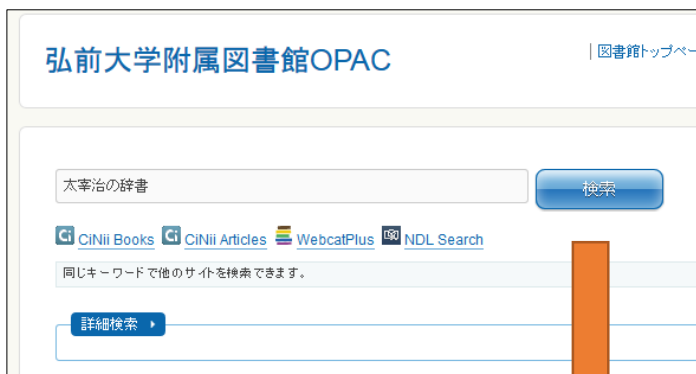 弘前大学附属図書館OPAC
図書館トップペー
太宰治の辞書
検索
CiNii Books CiNii Articles WebcatPlus NDL Search
同じキーワードで他のサイトを検索できます。
詳細検索